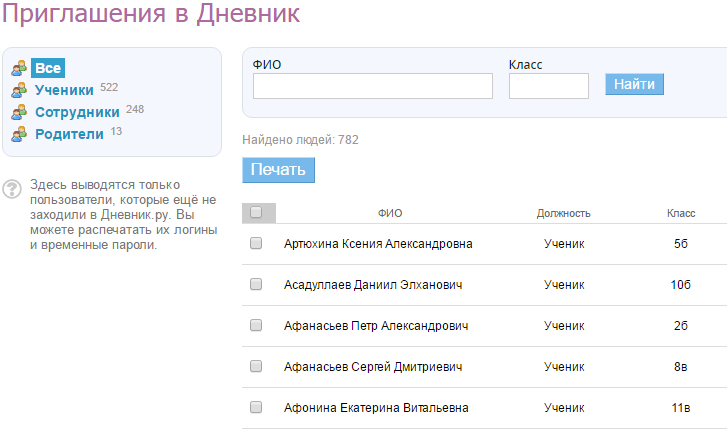 Приглашения в Дневник
Все
Ученики 522
Сотрудники 248
Родители 13
Здесь выводятся только
пользователи, которые ещё не
заходили в Дневник.ру. Вы
можете распечатать их логины
и временные пароли.
ФИО Класс
Найти
Найдено людей: 782
Печать
ФИО Должность Класс
Артюхина Ксения Александровна Ученик 5б
Асадуллаев Даниил Элханович Ученик 10б
Афанасьев Петр Александрович Ученик 2б
Афанасьев Сергей Дмитриевич Ученик 8в
Афонина Екатерина Витальевна Ученик 11в